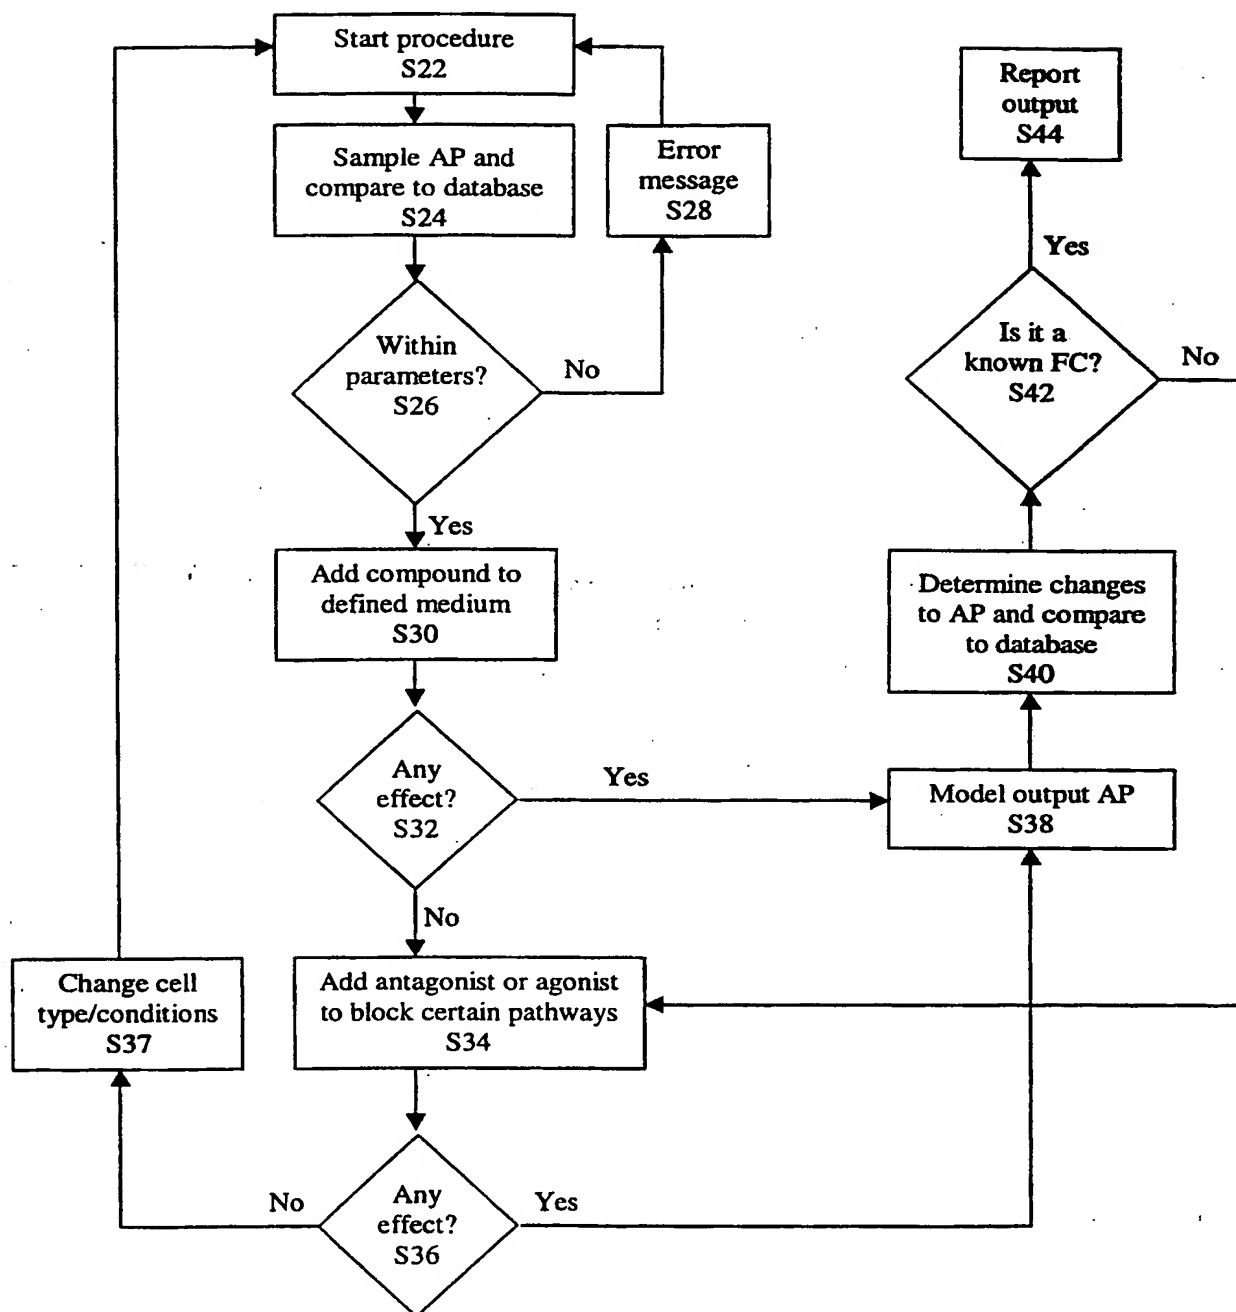 Start procedure
S22
Sample AP and
compare to database
S24
Error
message
S28
Within
parameters?
S26
No
Yes
Add compound to
defined medium
S30
Any
effect?
S32
Yes
No
Add antagonist or agonist
to block certain pathways
S34
Change cell
type/conditions
S37
Any
effect?
S36
No
Yes
Report
output
S44
Yes
Is it a
known FC?
S42
No
Determine changes
to AP and compare
to database
S40
Model output AP
S38